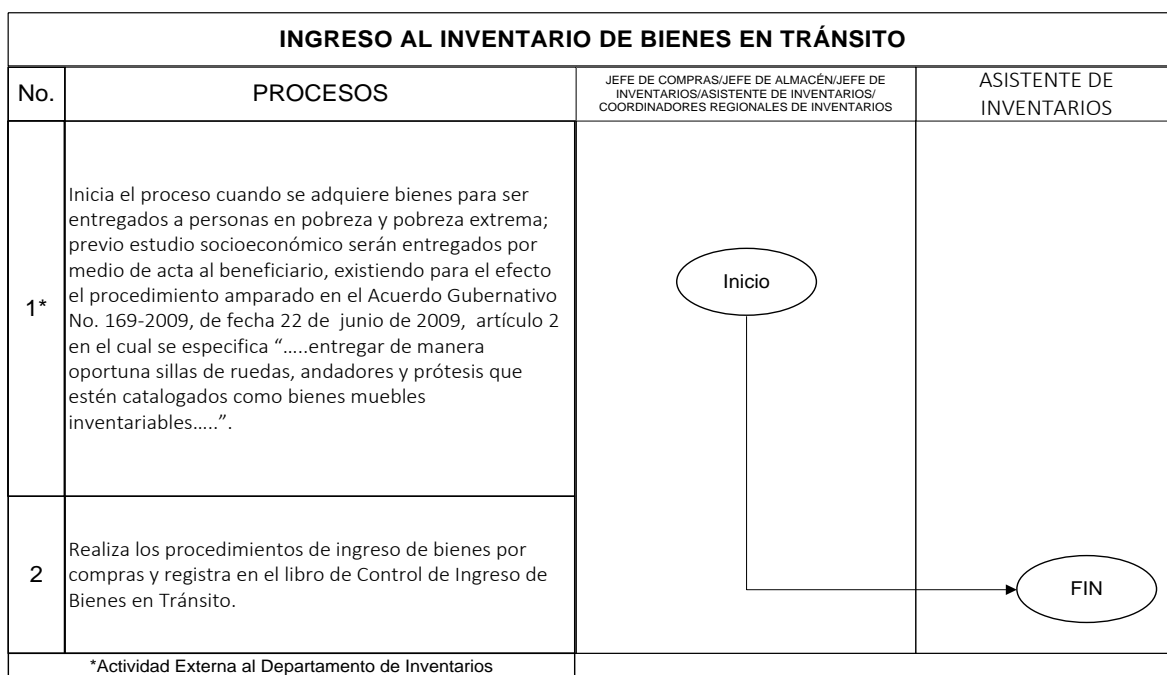 INGRESO AL INVENTARIO DE BIENES EN TRÁNSITO
No.
PROCESOS
JEFE DE COMPRAS/JEFE DE ALMACÉN/JEFE DE
INVENTARIOS/ASISTENTE DE INVENTARIOS/
COORDINADORES REGIONALES DE INVENTARIOS
ASISTENTE DE
INVENTARIOS
1*
Inicia el proceso cuando se adquiere bienes para ser
entregados a personas en pobreza y pobreza extrema;
previo estudio socioeconómico serán entregados por
medio de acta al beneficiario, existiendo para el efecto
el procedimiento amparado en el Acuerdo Gubernativo
No. 169-2009, de fecha 22 de junio de 2009, artículo 2
en el cual se especifica “…..entregar de manera
oportuna sillas de ruedas, andadores y prótesis que
estén catalogados como bienes muebles
inventariables…..”.
Inicio
2
Realiza los procedimientos de ingreso de bienes por
compras y registra en el libro de Control de Ingreso de
Bienes en Tránsito.
FIN
*Actividad Externa al Departamento de Inventarios